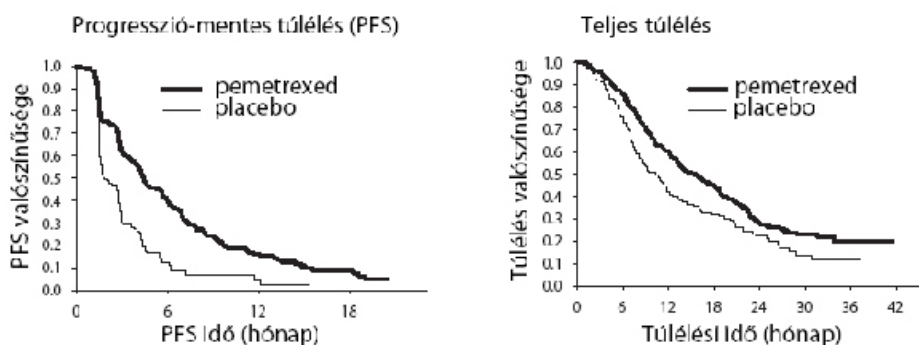 Progresszió-mentes túlélés (PFS)
PFS valószínűsége
1.0
0.9
0.8
0.7
0.6
0.5
0.4
0.3
0.2
0.1
0.0
pemetrexed
placebo
0 6 12 18
PFS Idő (hónap)
Teljes túlélés
Túlélés valószínűsége
1.0
0.9
0.8
0.7
0.6
0.5
0.4
0.3
0.2
0.1
0.0
pemetrexed
placebo
0 5 12 18 24 30 36 42
Túlélési Idő (hónap)